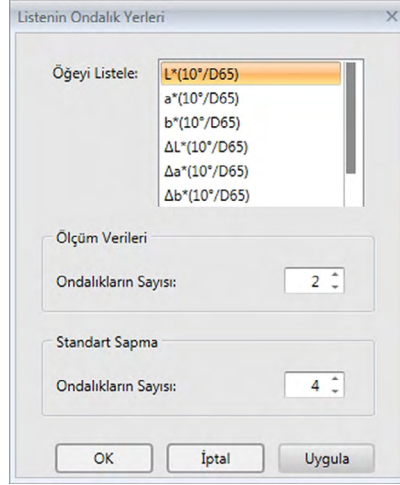 Listenin Ondalık Yerleri
Öğeyi Listele:
L*(10°/D65)
a*(10°/D65)
b*(10°/D65)
ΔL*(10°/D65)
Δa*(10°/D65)
Δb*(10°/D65)
Ölçüm Verileri
Ondalıkların Sayısı: 2
Standart Sapma
Ondalıkların Sayısı: 4
OK İptal Uygula